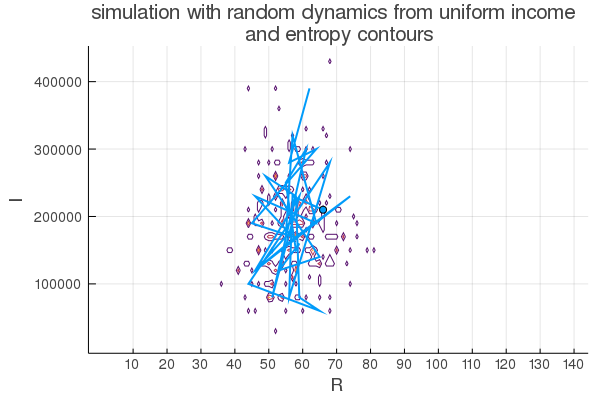 simulation with random dynamics from uniform income
and entropy contours
I
400000
300000
200000
100000
10 20 30 40 50 60 70 80 90 100 110 120 130 140
R